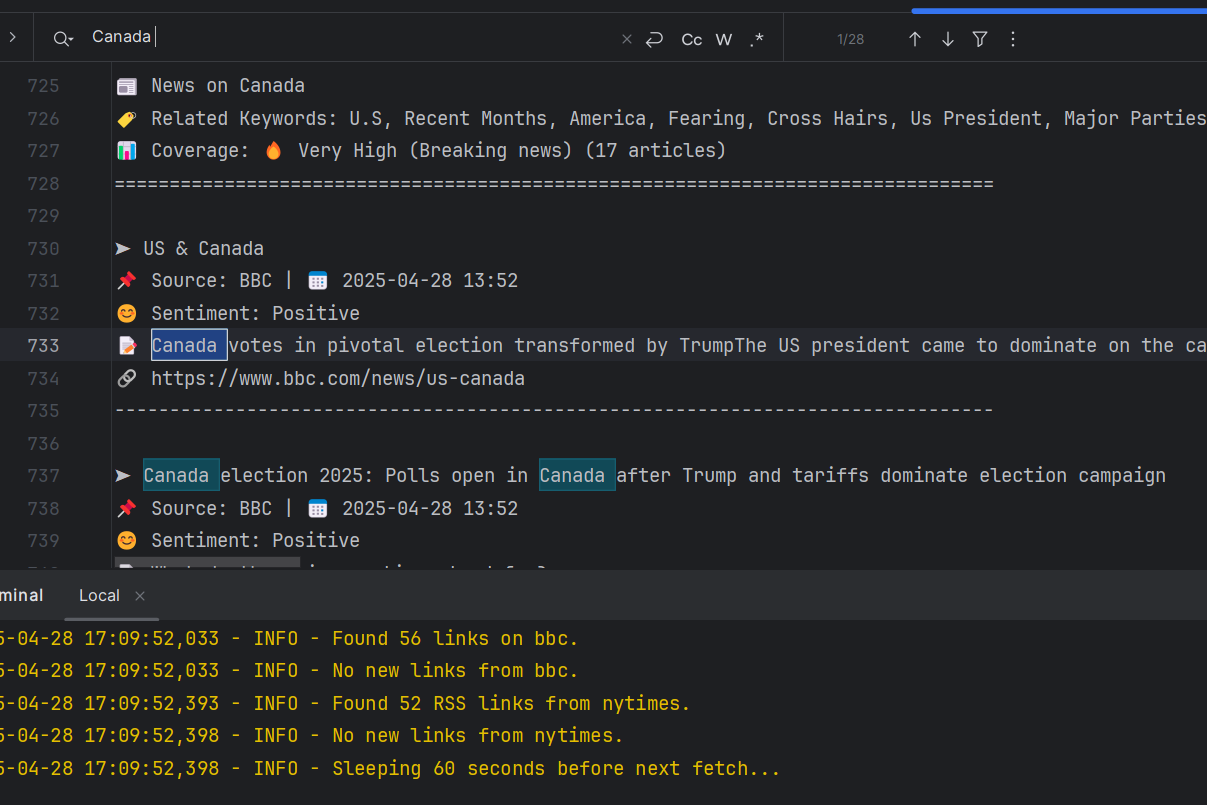 Canada
Cc W .*
1/28
725 📰 News on Canada
726 🏷️ Related Keywords: U.S, Recent Months, America, Fearing, Cross Hairs, Us President, Major Parties
727 📊 Coverage: 🔥 Very High (Breaking news) (17 articles)
728 ================================================================================
729
730 ➤ US & Canada
731 📌 Source: BBC | 📅 2025-04-28 13:52
732 😊 Sentiment: Positive
733 📝 Canada votes in pivotal election transformed by TrumpThe US president came to dominate on the ca
734 🔗 https://www.bbc.com/news/us-canada
735 --------------------------------------------------------------------------------
736
737 ➤ Canada election 2025: Polls open in Canada after Trump and tariffs dominate election campaign
738 📌 Source: BBC | 📅 2025-04-28 13:52
739 😊 Sentiment: Positive
minal Local ×
5-04-28 17:09:52,033 - INFO - Found 56 links on bbc.
5-04-28 17:09:52,033 - INFO - No new links from bbc.
5-04-28 17:09:52,393 - INFO - Found 52 RSS links from nytimes.
5-04-28 17:09:52,398 - INFO - No new links from nytimes.
5-04-28 17:09:52,398 - INFO - Sleeping 60 seconds before next fetch...